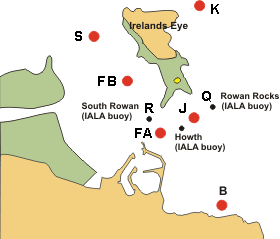 K
Irelands Eye
S
FB
Q
Rowan Rocks
(IALA buoy)
South Rowan
(IALA buoy)
R
J
FA
Howth
(IALA buoy)
B